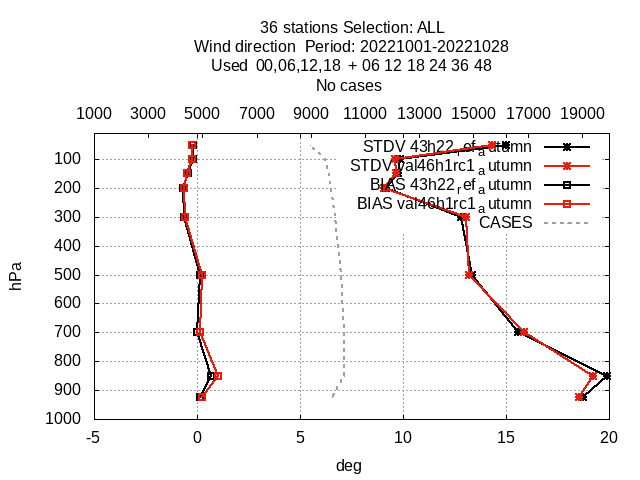 36 stations Selection: ALL
Wind direction  Period: 20221001-20221028
Used  00,06,12,18  + 06 12 18 24 36 48
No cases
1000 3000 5000 7000 9000 11000 13000 15000 17000 19000
STDV 43h22_ref_autumn
STDV val46h1rc1_autumn
BIAS 43h22_ref_autumn
BIAS val46h1rc1_autumn
CASES
100
200
300
400
500
600
700
800
900
1000
hPa
-5 0 5 10 15 20
deg